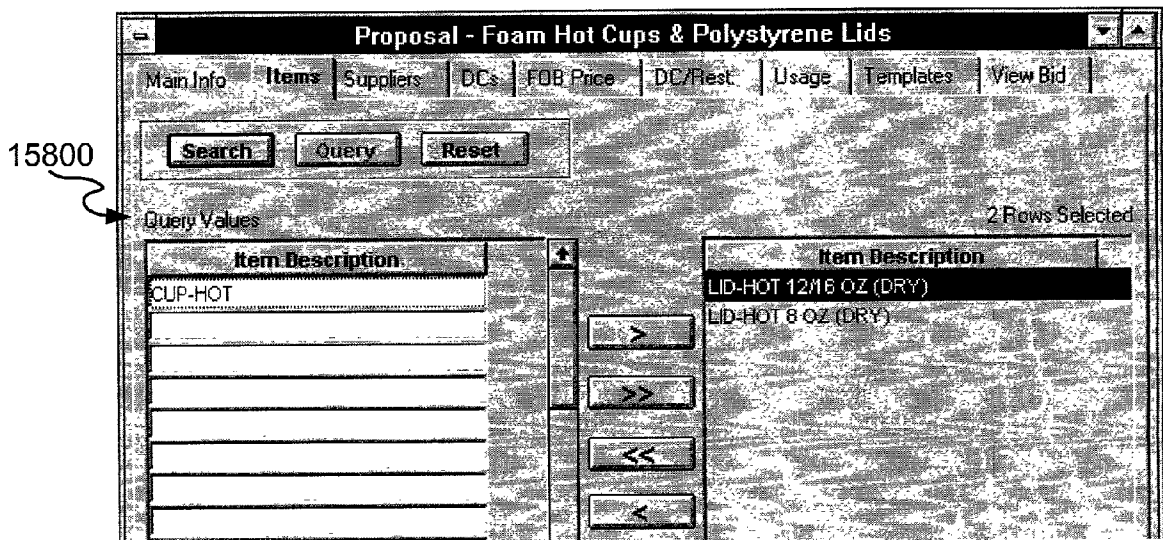 Proposal - Foam Hot Cups & Polystyrene Lids
Main Info Items Suppliers DCs FOB Price DC/Rest. Usage Templates View Bid
Search Query Reset
15800
Query Values 2 Rows Selected
Item Description Item Description
CUP-HOT LID-HOT 12/16 OZ (DRY)
LID-HOT 8 OZ (DRY)
>
>>
<<
<